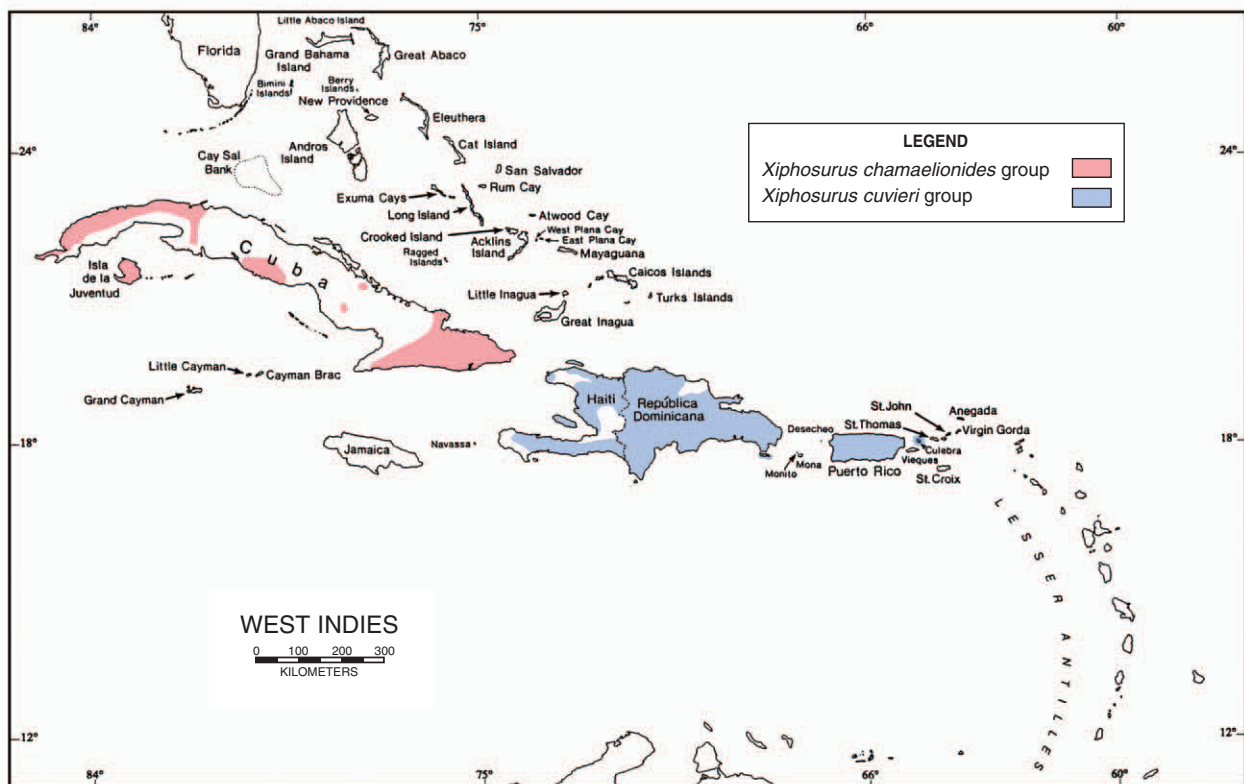 84°
75°
66°
60°
Little Abaco Island
Florida
Grand Bahama
Island
Great Abaco
Bimini
Islands
Berry
Islands
New Providence
Eleuthera
Andros
Island
Cat Island
24°
24°
Cay Sal
Bank
San Salvador
Exuma Cays
Rum Cay
Long Island
Atwood Cay
Crooked Island
West Plana Cay
East Plana Cay
Acklins
Island
Mayaguana
Ragged
Islands
Isla
de la
Juventud
Cuba
Caicos Islands
Little Inagua
Turks Islands
Great Inagua
Little Cayman
Cayman Brac
Grand Cayman
Haiti
República
Dominicana
St.John
Anegada
St.Thomas
Virgin Gorda
Desecheo
18°
18°
Jamaica
Navassa
Culebra
Vieques
Mona
Monito
Puerto Rico
St.Croix
LESSER ANTILLES
LEGEND
Xiphosurus chamaelionides group
Xiphosurus cuvieri group
WEST INDIES
0 100 200 300
KILOMETERS
12°
12°
84°
75°
66°
60°